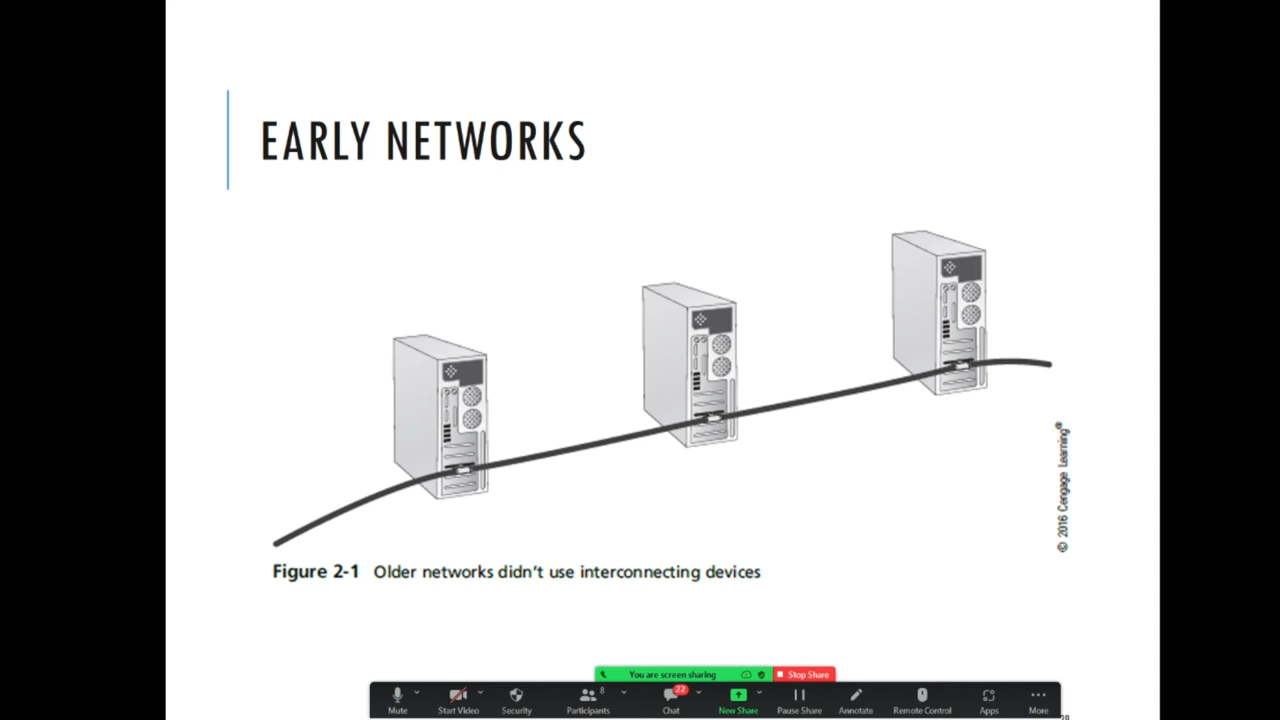 EARLY NETWORKS
© 2016 Cengage Learning®
Figure 2-1 Older networks didn't use interconnecting devices
You are screen sharing
Stop Share
8
22
Mute
Start Video
Security
Participants
Chat
New Share
Pause Share
Annotate
Remote Control
Apps
More